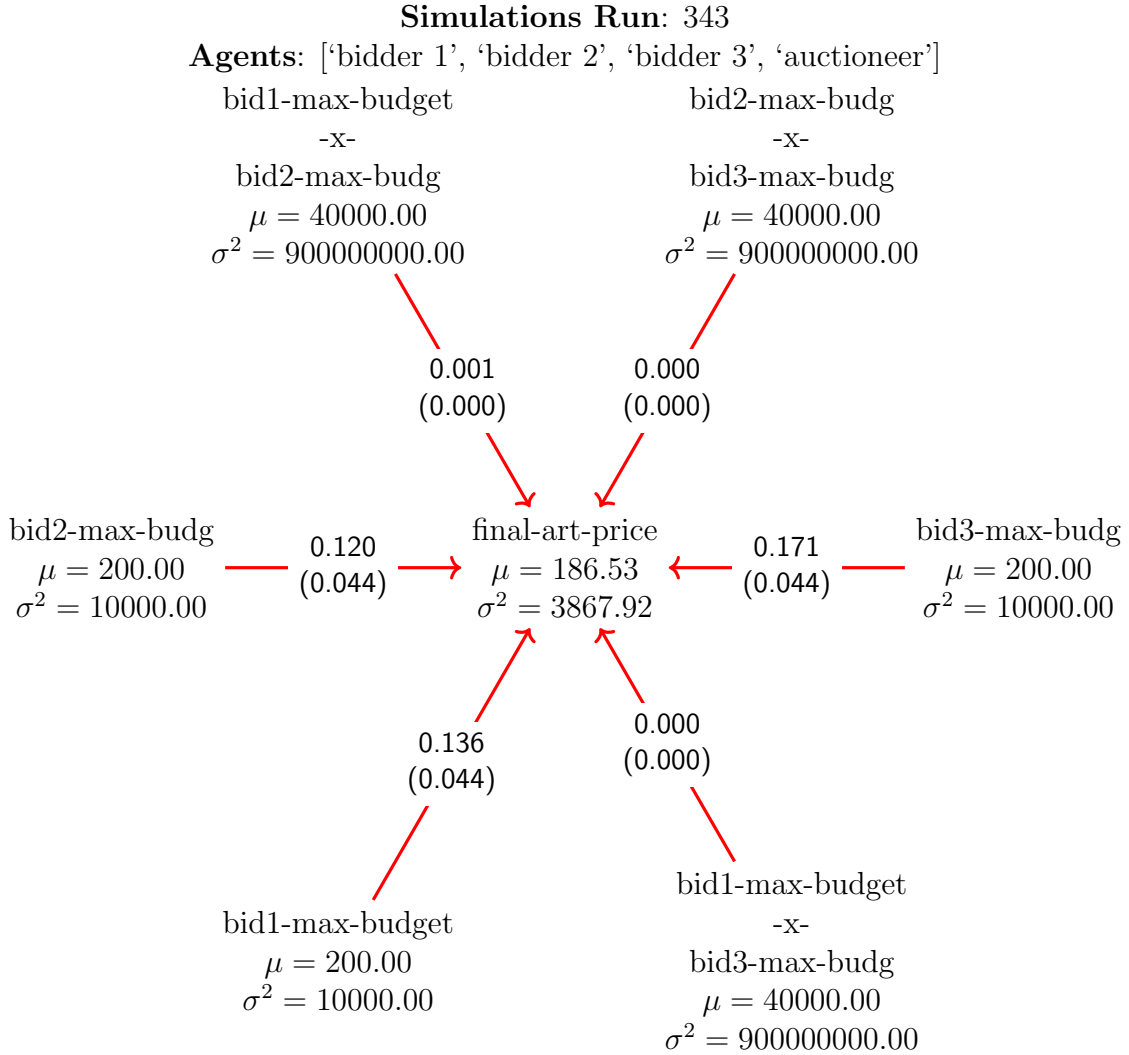 Simulations Run: 343
Agents: [‘bidder 1’, ‘bidder 2’, ‘bidder 3’, ‘auctioneer’]
bid1-max-budget
-x-
bid2-max-budg
μ = 40000.00
σ² = 900000000.00
bid2-max-budg
-x-
bid3-max-budg
μ = 40000.00
σ² = 900000000.00
0.001
(0.000)
0.000
(0.000)
bid2-max-budg
μ = 200.00
σ² = 10000.00
0.120
(0.044)
final-art-price
μ = 186.53
σ² = 3867.92
0.171
(0.044)
bid3-max-budg
μ = 200.00
σ² = 10000.00
0.136
(0.044)
0.000
(0.000)
bid1-max-budget
μ = 200.00
σ² = 10000.00
bid1-max-budget
-x-
bid3-max-budg
μ = 40000.00
σ² = 900000000.00